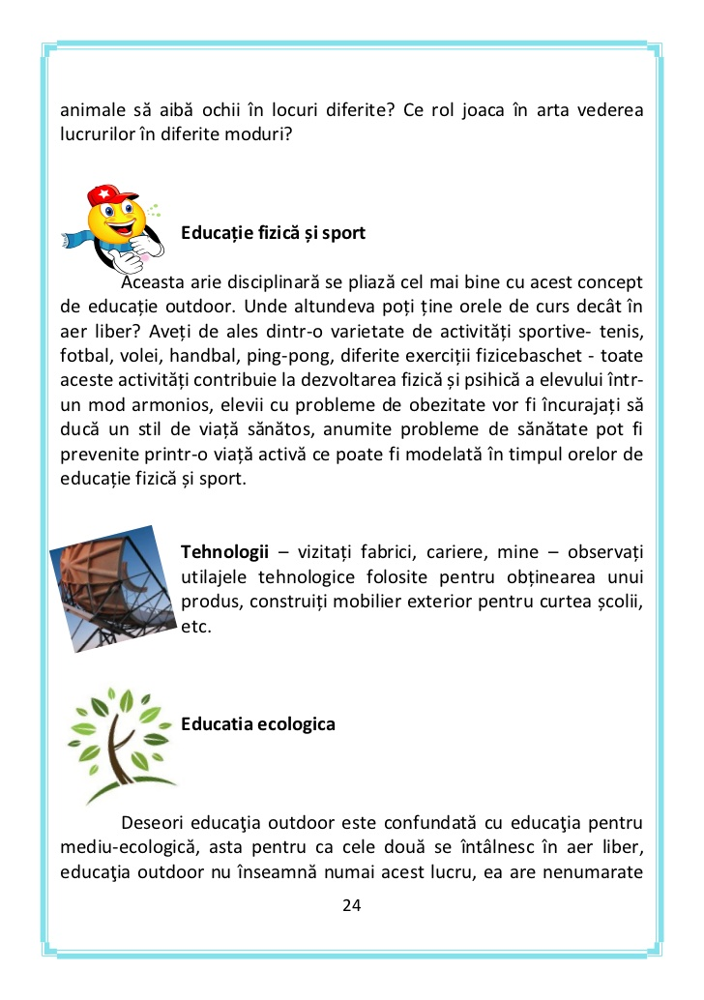 animale să aibă ochii în locuri diferite? Ce rol joaca în arta vederea
lucrurilor în diferite moduri?
Educație fizică și sport
Aceasta arie disciplinară se pliază cel mai bine cu acest concept
de educație outdoor. Unde altundeva poți ține orele de curs decât în
aer liber? Aveți de ales dintr-o varietate de activități sportive- tenis,
fotbal, volei, handbal, ping-pong, diferite exerciții fizicebaschet - toate
aceste activități contribuie la dezvoltarea fizică și psihică a elevului într-
un mod armonios, elevii cu probleme de obezitate vor fi încurajați să
ducă un stil de viață sănătos, anumite probleme de sănătate pot fi
prevenite printr-o viață activă ce poate fi modelată în timpul orelor de
educație fizică și sport.
Tehnologii – vizitați fabrici, cariere, mine – observați
utilajele tehnologice folosite pentru obținearea unui
produs, construiți mobilier exterior pentru curtea școlii,
etc.
Educatia ecologica
Deseori educaţia outdoor este confundată cu educaţia pentru
mediu-ecologică, asta pentru ca cele două se întâlnesc în aer liber,
educaţia outdoor nu înseamnă numai acest lucru, ea are nenumarate
24